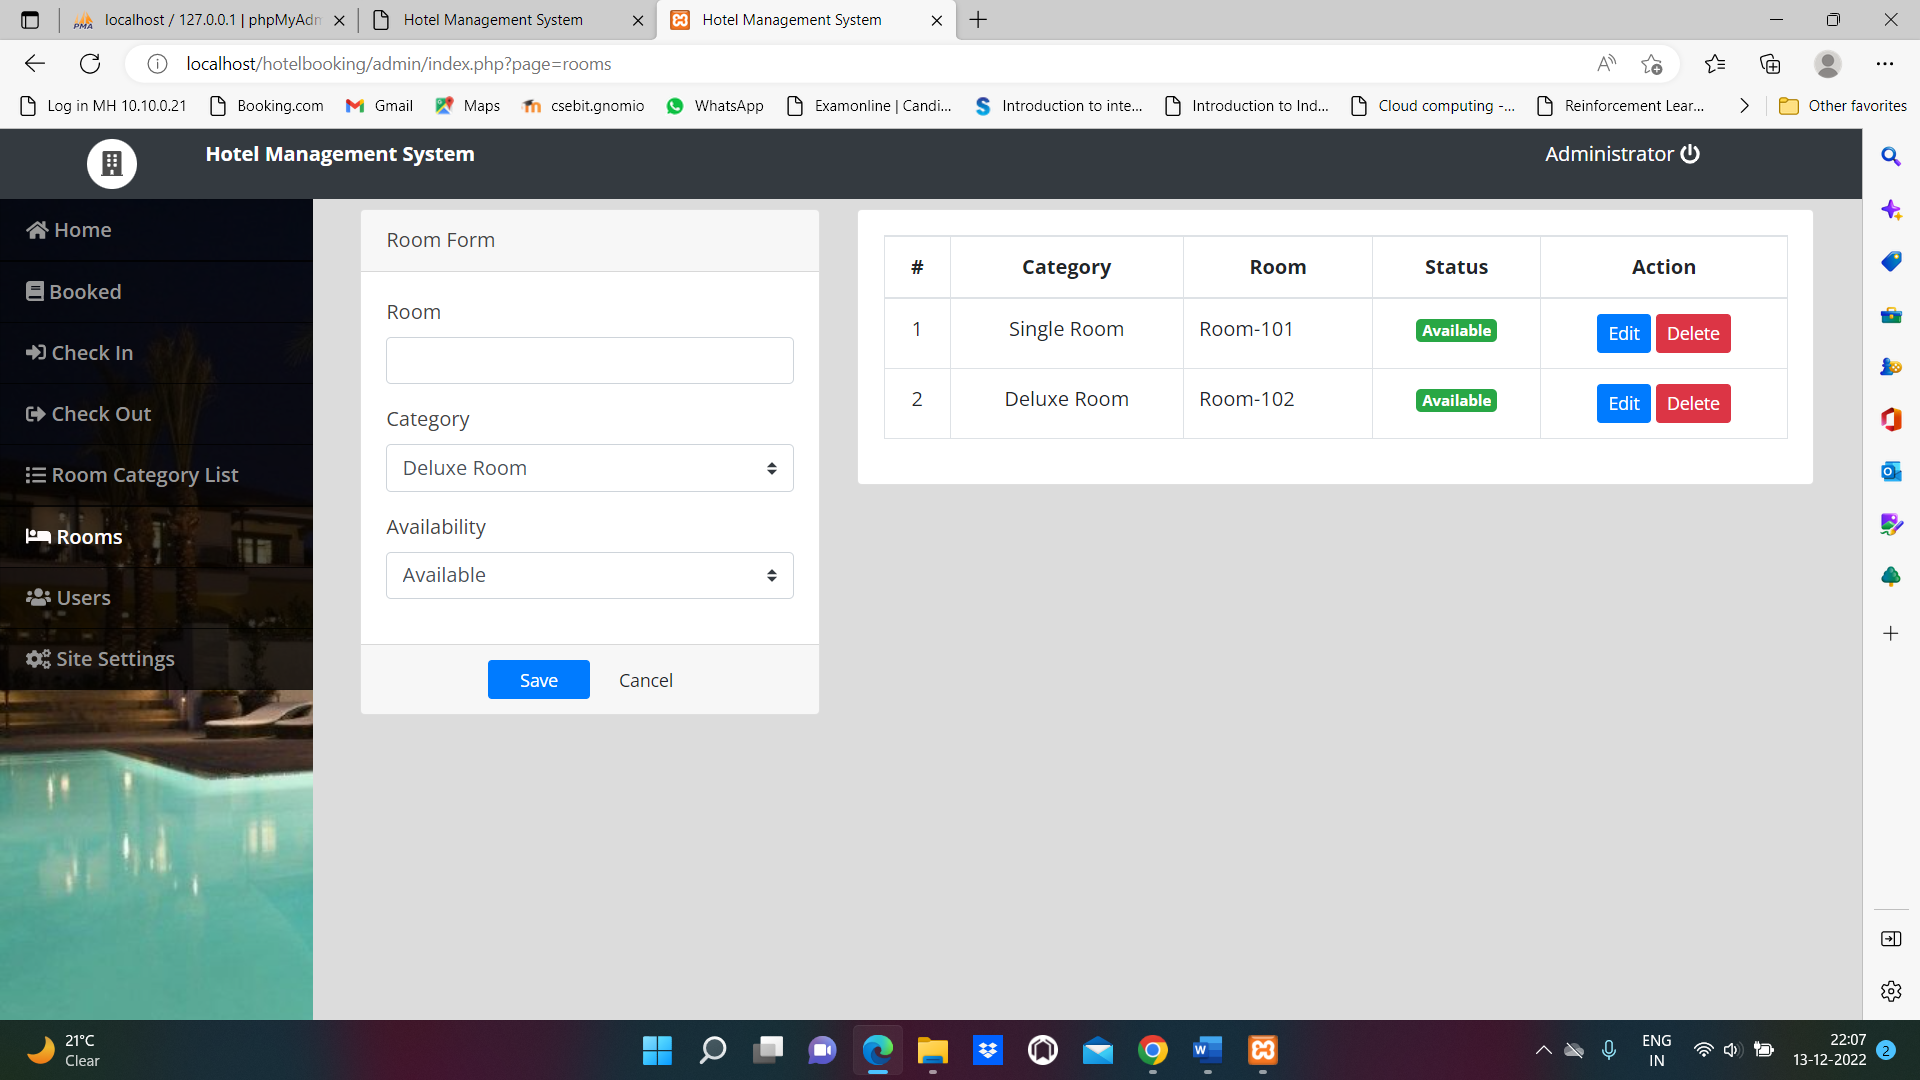 localhost / 127.0.0.1 | phpMyAdm
Hotel Management System
Hotel Management System
localhost/hotelbooking/admin/index.php?page=rooms
Log in MH 10.10.0.21
Booking.com
Gmail
Maps
csebit.gnomio
WhatsApp
Examonline | Candi...
Introduction to inte...
Introduction to Ind...
Cloud computing -...
Reinforcement Lear...
Other favorites
Hotel Management System
Administrator
Home
Booked
Check In
Check Out
Room Category List
Rooms
Users
Site Settings
Room Form
Room
Category
Deluxe Room
Availability
Available
Save Cancel
# Category Room Status Action
1 Single Room Room-101 Available Edit Delete
2 Deluxe Room Room-102 Available Edit Delete
21°C
Clear
ENG
IN
22:07
13-12-2022
2